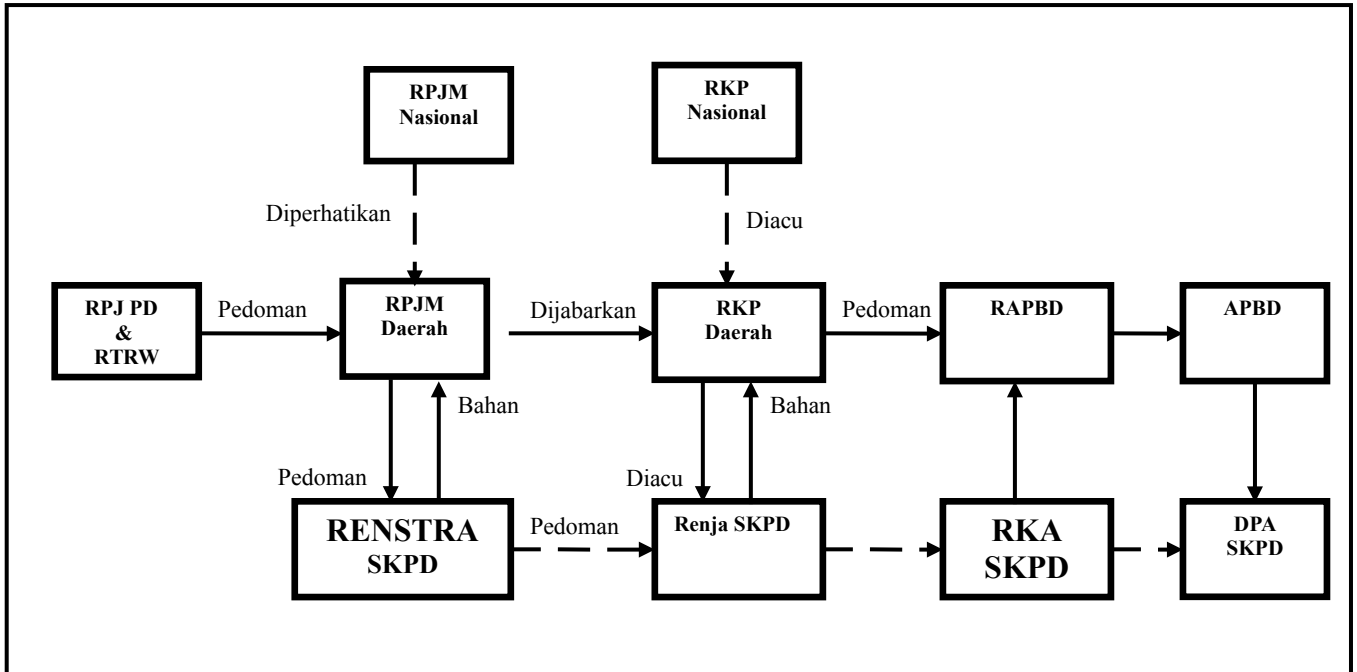 RPJM
Nasional
RKP
Nasional
Diperhatikan
Diacu
RPJ PD
&
RTRW
Pedoman
RPJM
Daerah
Dijabarkan
RKP
Daerah
Pedoman
RAPBD
APBD
Bahan
Bahan
Pedoman
Diacu
RENSTRA
SKPD
Pedoman
Renja SKPD
RKA
SKPD
DPA
SKPD